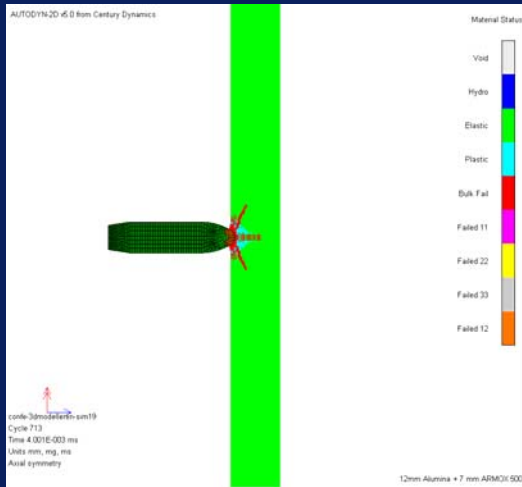 AUTODYN-2D v5.0 from Century Dynamics
Material Status
Void
Hydro
Elastic
Plastic
Bulk Fail
Failed 11
Failed 22
Failed 33
Failed 12
Cycle 713
Time 4.001E-003 ms
Units mm, mg, ms
Axial symmetry
12mm Alumina + 7 mm ARMOX 500